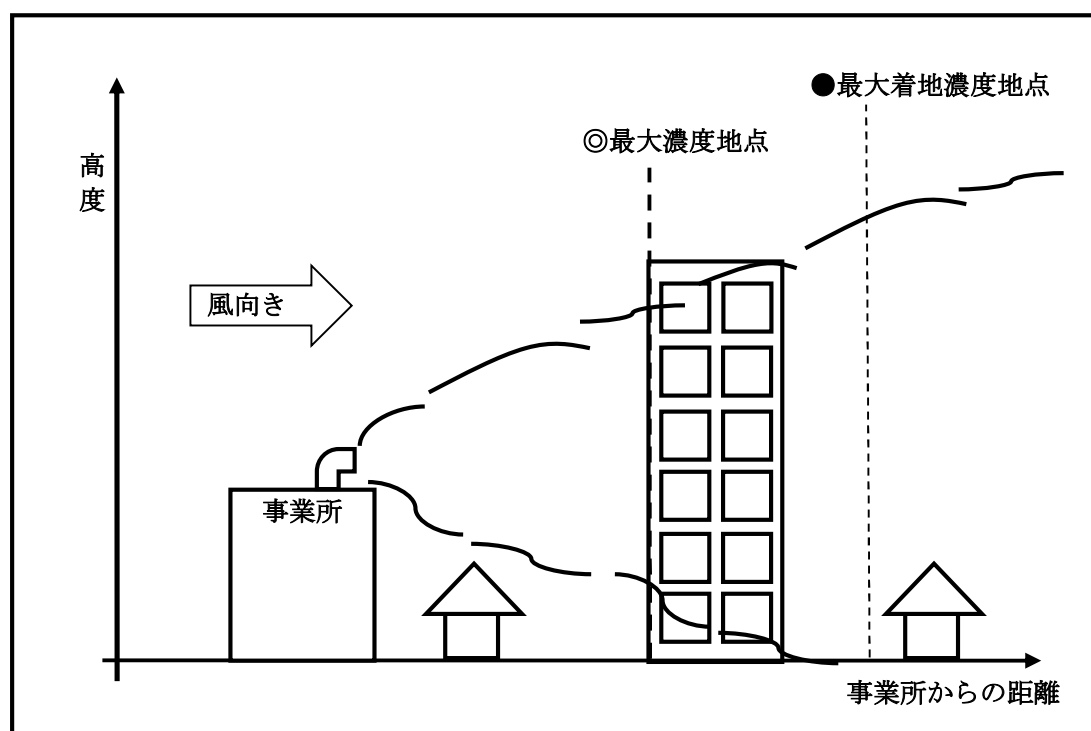 ●最大着地濃度地点
◎最大濃度地点
高度
風向き
事業所
事業所からの距離